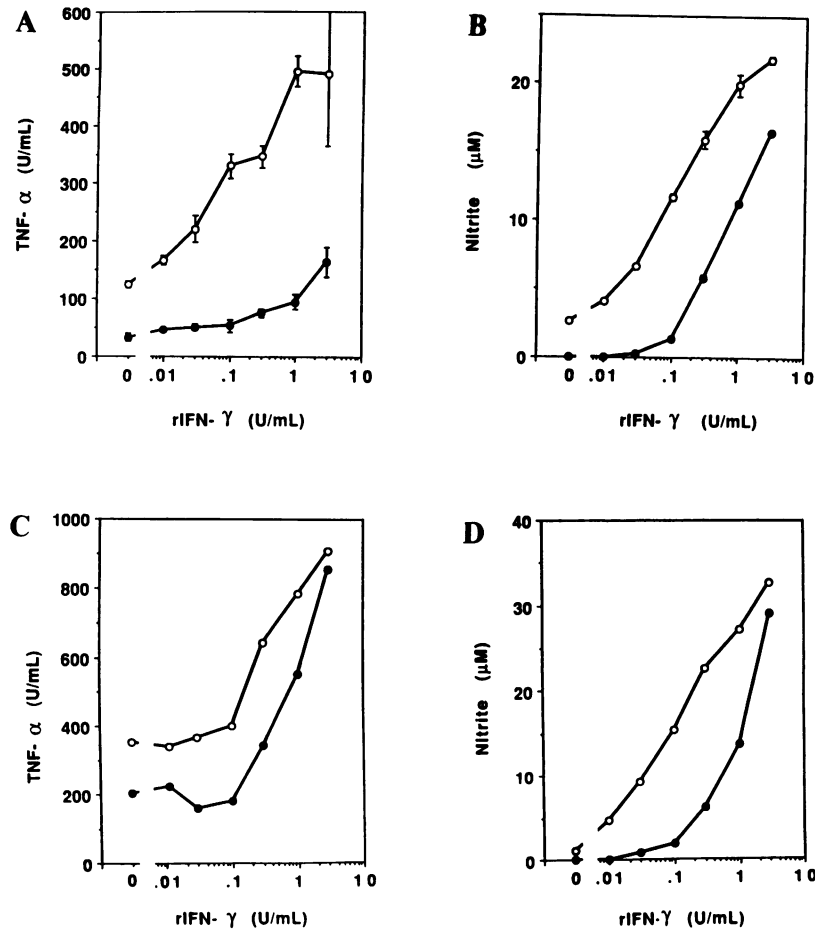 A
600
500
400
300
200
100
0
TNF- α (U/mL)
0 .01 .1 1 10
rIFN- γ (U/mL)
B
20
10
0
Nitrite (μM)
0 .01 .1 1 10
rIFN- γ (U/mL)
C
1000
800
600
400
200
0
TNF- α (U/mL)
0 .01 .1 1 10
rIFN- γ (U/mL)
D
40
30
20
10
0
Nitrite (μM)
0 .01 .1 1 10
rIFN-γ (U/mL)